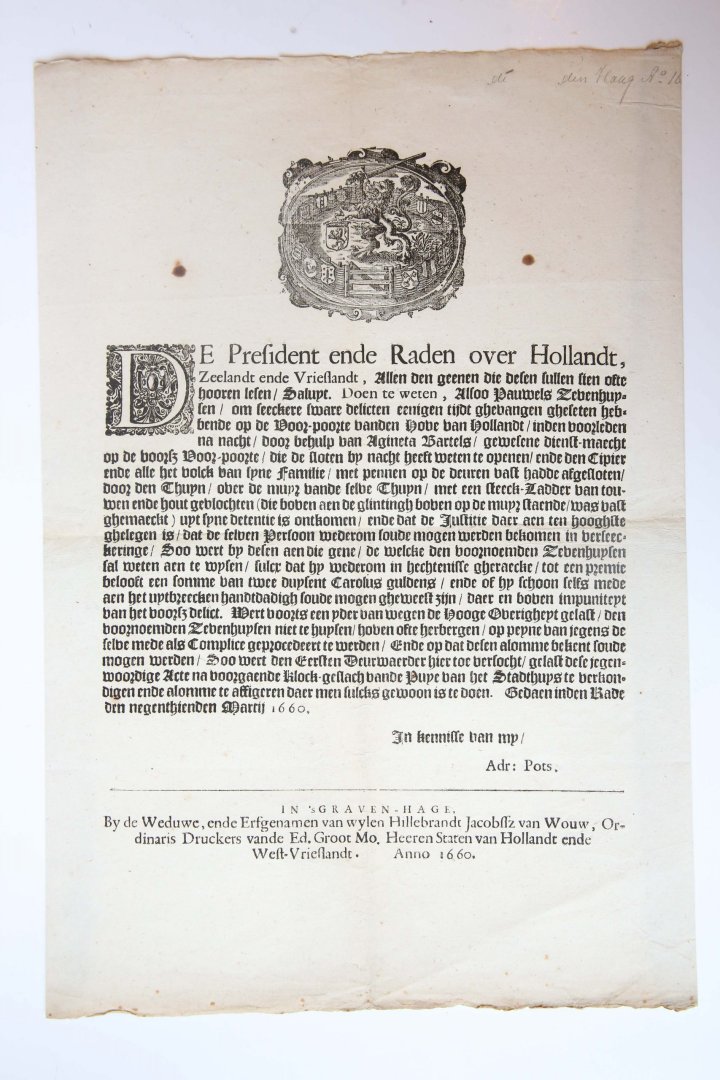 de den Haag Ao. 16
DE President ende Raden over Hollandt,
Zeelandt ende Vrieslandt, Allen den geenen die desen sullen sien ofte
hooren lesen/ Saluyt. Doen te weten, Alsoo Pauwels Tebenhuy-
sen/ om seeckere sware delicten eenigen tijdt ghevangen gheseten heb-
bende op de Voor-poorte vanden Hove van Hollandt/ inden voorleden
na nacht/ door behulp van Agineta Bartels/ gewesene dienst-maecht
op de voorsz Voor-poorte/ die de sloten by nacht heeft weten te openen/ ende den Cipier
ende alle het volck van syne Familie/ met pennen op de deuren vast hadde afgesloten/
door den Thuyn/ over de muyr vande selve Thuyn/ met een steeck-Ladder van tou-
wen ende hout gevlochten (die boven aen de glintingh boven op de muyr staende/ was vast
ghemaeckt) uyt syne detentie is ontkomen/ ende dat de Justitie daer aen ten hooghste
ghelegen is/ dat de selven Persoon wederom soude mogen werden bekomen in verseec-
keringe/ Soo wert by desen aen die gene/ de welcke den voornoemden Tebenhuysen
sal weten aen te wysen/ sulcx dat hy wederom in hechtenisse gheraecke/ tot een premie
belooft een somme van twee duysent Carolus guldens/ ende of hy schoon selfs mede
aen het uytbreecken handtdadigh soude mogen gheweest zijn/ daer en boven impuniteyt
van het voorsz delict. Wert voorts een yder van wegen de Hooge Overigheyt gelast/ den
voornoemden Tebenhuysen niet te huysen/ hoven ofte herbergen/ op peyne van jegens de
selve mede als Complice geprocedeert te werden/ Ende op dat desen alomme bekent soude
mogen werden/ Soo wert den Eersten Deurwaerder hier toe versocht/ gelast dese jegen-
woordige Acte na voorgaende Klock-geslach vande Puye van het Stadthuys te verkon-
digen ende alomme te affigeren daer men sulcks gewoon is te doen. Gedaen inden Rade
den negenthienden Martij 1660.
In kennisse van my/
Adr: Pots.
IN 'sGRAVEN-HAGE,
By de Weduwe, ende Erfgenamen van wylen Hillebrandt Jacobssz van Wouw, Or-
dinaris Druckers vande Ed. Groot Mo. Heeren Staten van Hollandt ende
West-Vrieslandt. Anno 1660.